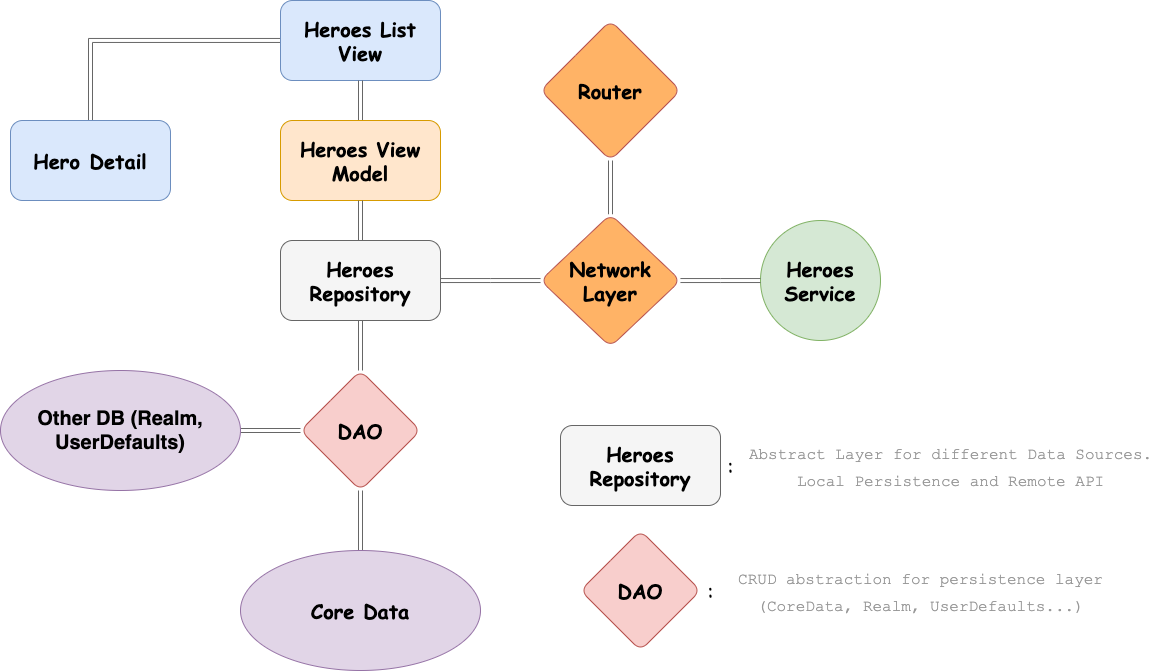 Heroes List
View
Router
Hero Detail
Heroes View
Model
Heroes
Repository
Network
Layer
Heroes
Service
Other DB (Realm,
UserDefaults)
DAO
Core Data
Heroes
Repository
:
Abstract Layer for different Data Sources.
Local Persistence and Remote API
DAO
:
CRUD abstraction for persistence layer
(CoreData, Realm, UserDefaults...)